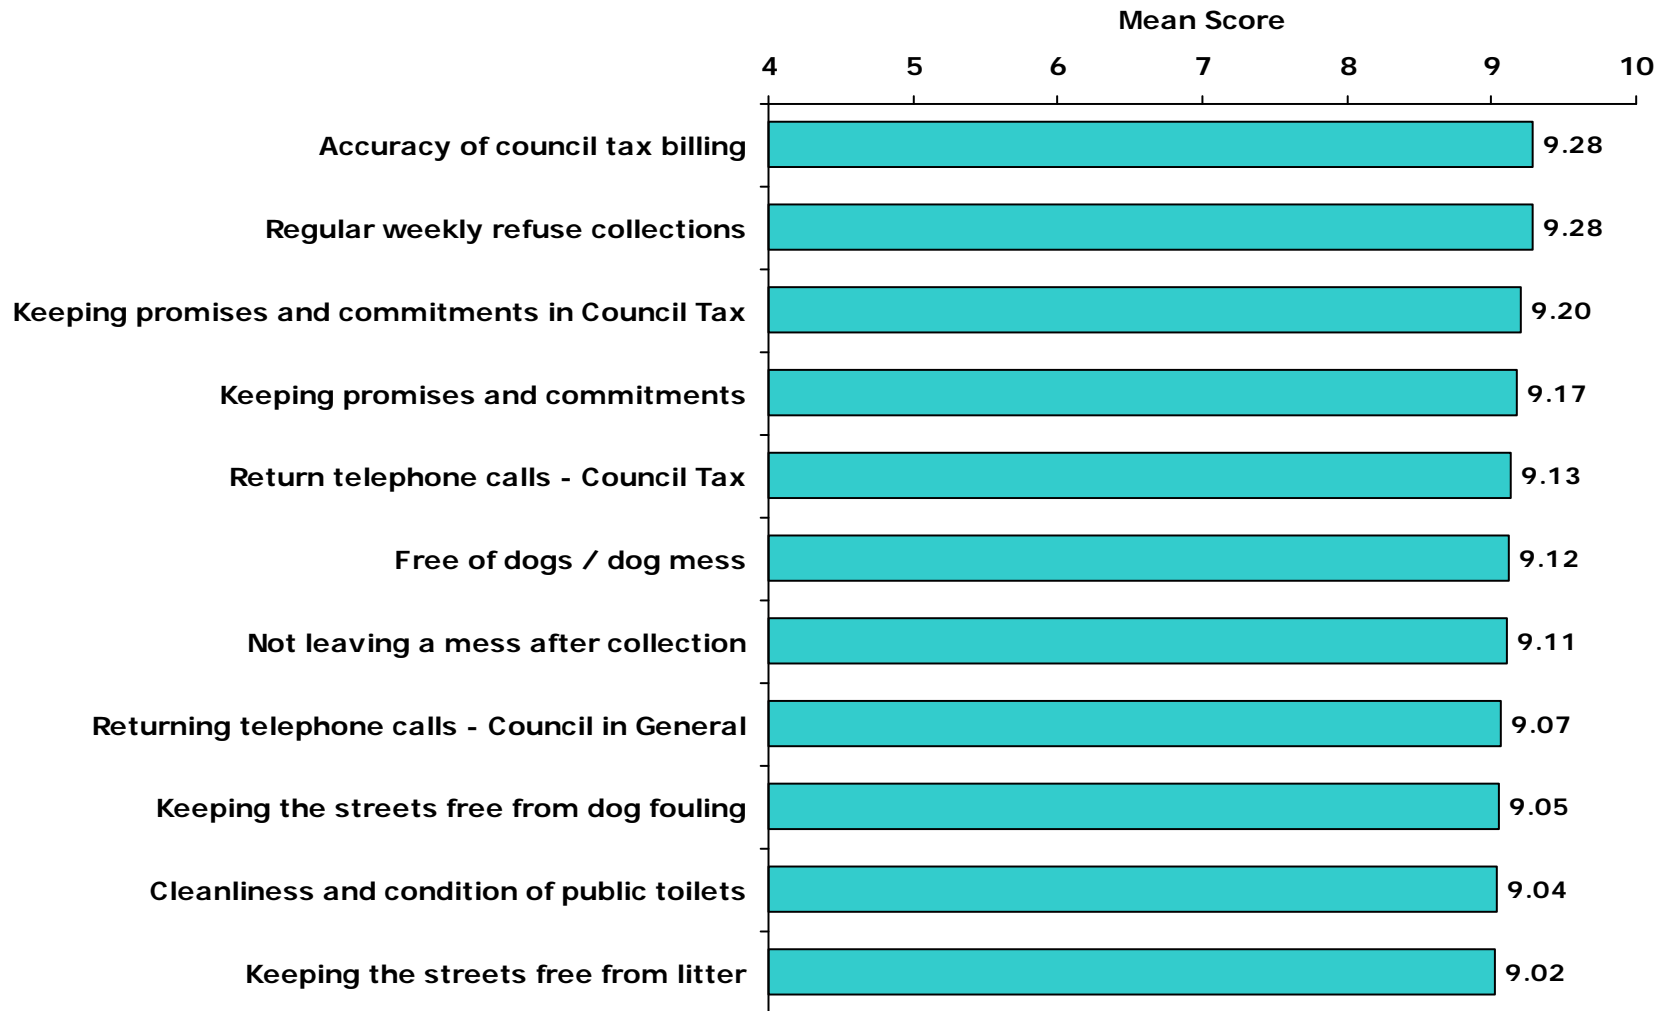 Mean Score
4 5 6 7 8 9 10
Accuracy of council tax billing 9.28
Regular weekly refuse collections 9.28
Keeping promises and commitments in Council Tax 9.20
Keeping promises and commitments 9.17
Return telephone calls - Council Tax 9.13
Free of dogs / dog mess 9.12
Not leaving a mess after collection 9.11
Returning telephone calls - Council in General 9.07
Keeping the streets free from dog fouling 9.05
Cleanliness and condition of public toilets 9.04
Keeping the streets free from litter 9.02